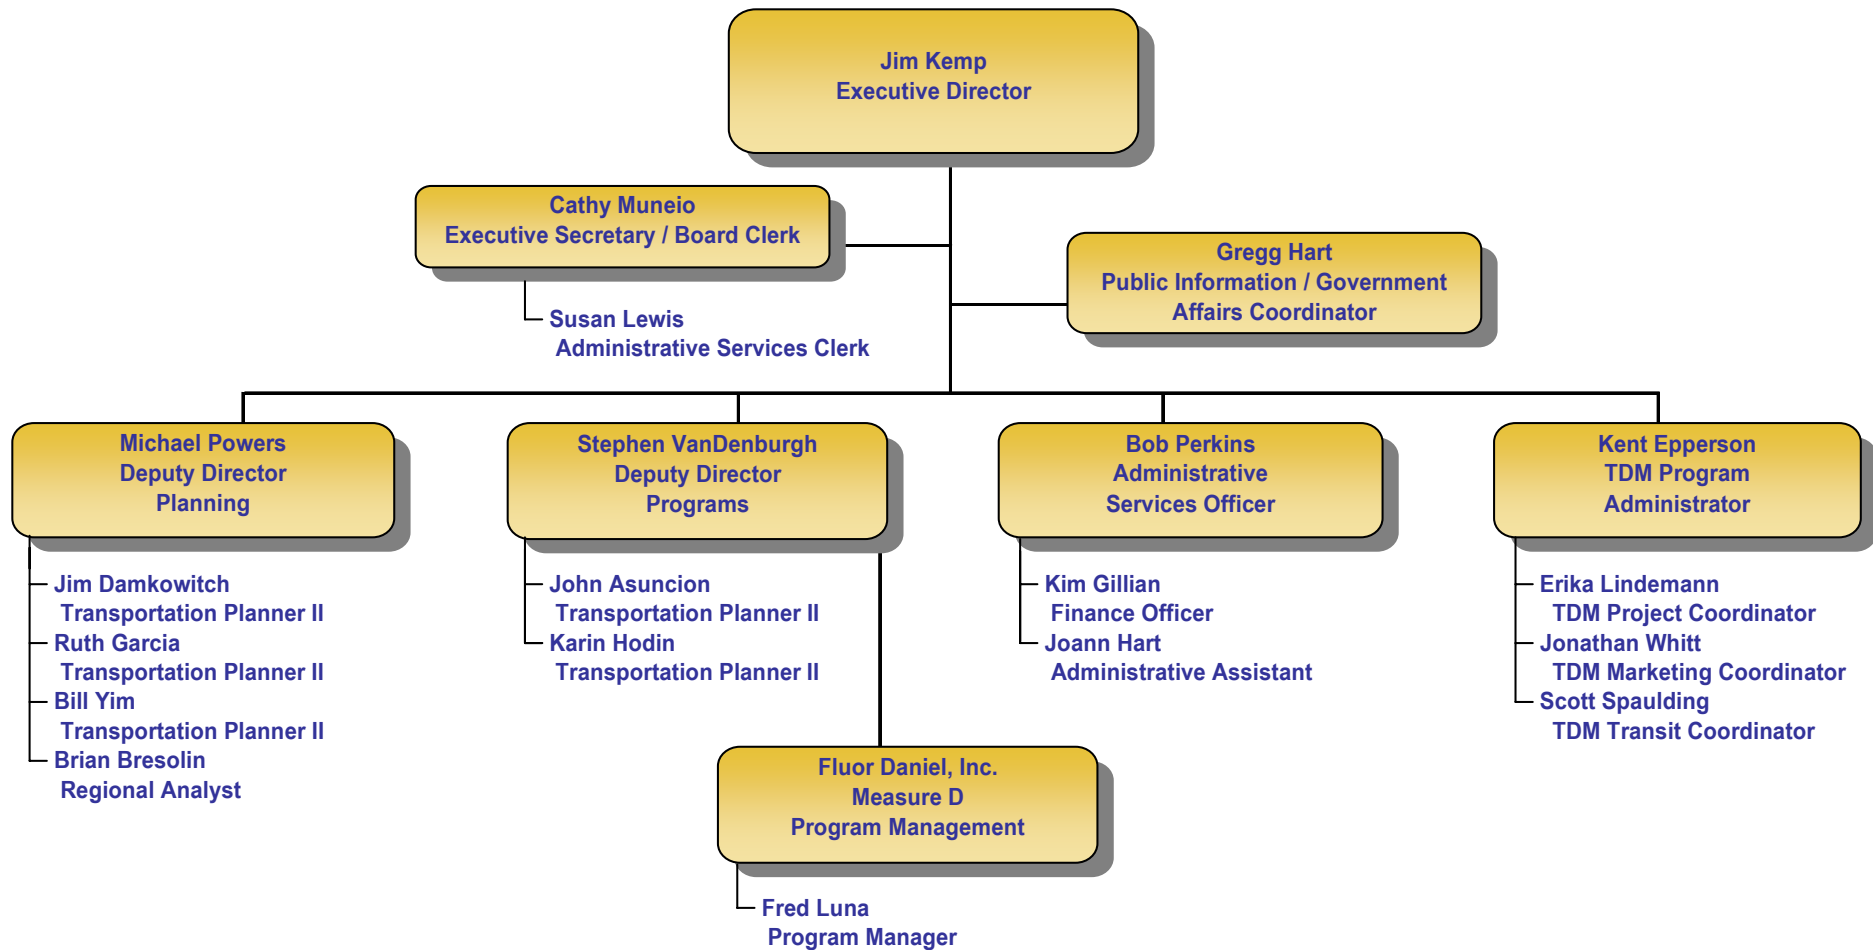 Jim Kemp
Executive Director
Cathy Muneio
Executive Secretary / Board Clerk
Susan Lewis
Administrative Services Clerk
Gregg Hart
Public Information / Government
Affairs Coordinator
Michael Powers
Deputy Director
Planning
Jim Damkowitch
Transportation Planner II
Ruth Garcia
Transportation Planner II
Bill Yim
Transportation Planner II
Brian Bresolin
Regional Analyst
Stephen VanDenburgh
Deputy Director
Programs
John Asuncion
Transportation Planner II
Karin Hodin
Transportation Planner II
Fluor Daniel, Inc.
Measure D
Program Management
Fred Luna
Program Manager
Bob Perkins
Administrative
Services Officer
Kim Gillian
Finance Officer
Joann Hart
Administrative Assistant
Kent Epperson
TDM Program
Administrator
Erika Lindemann
TDM Project Coordinator
Jonathan Whitt
TDM Marketing Coordinator
Scott Spaulding
TDM Transit Coordinator